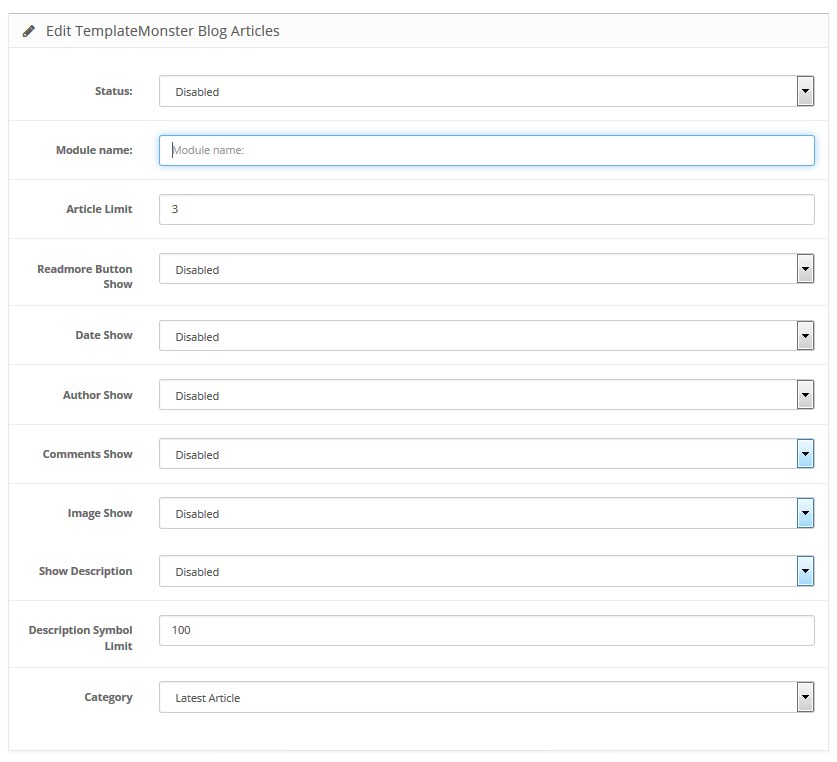 Edit TemplateMonster Blog Articles
Status: Disabled
Module name: Module name:
Article Limit 3
Readmore Button Show Disabled
Date Show Disabled
Author Show Disabled
Comments Show Disabled
Image Show Disabled
Show Description Disabled
Description Symbol Limit 100
Category Latest Article